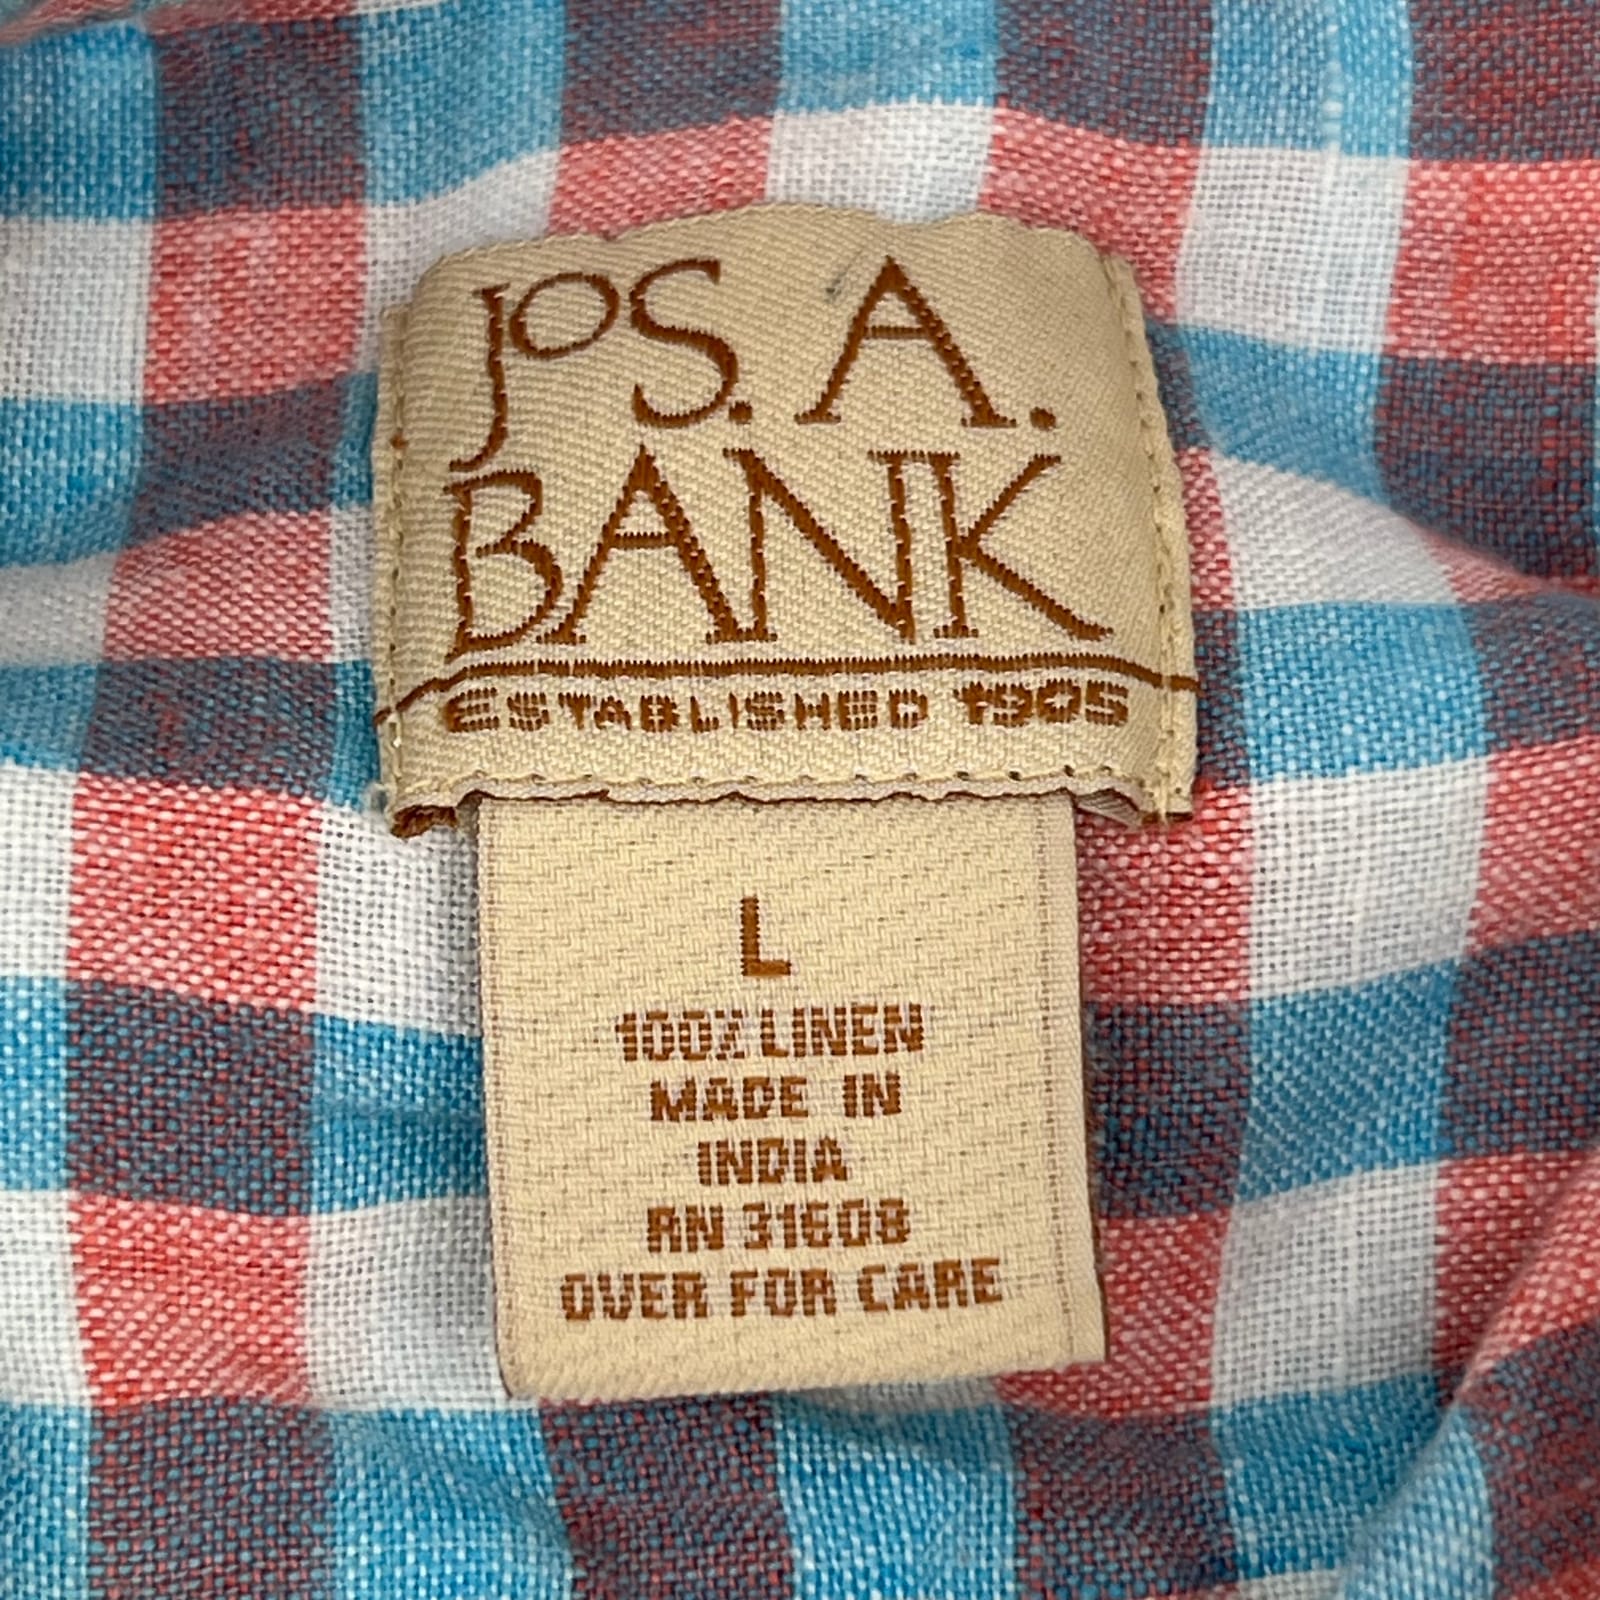 JOS. A.
BANK
ESTABLISHED 1905
L
100% LINEN
MADE IN
INDIA
RN 31608
OVER FOR CARE